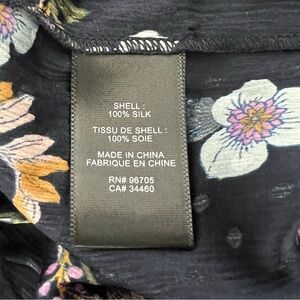 SHELL :
100% SILK
TISSU DE SHELL :
100% SOIE
MADE IN CHINA
FABRIQUE EN CHINE
RN# 96705
CA# 34460